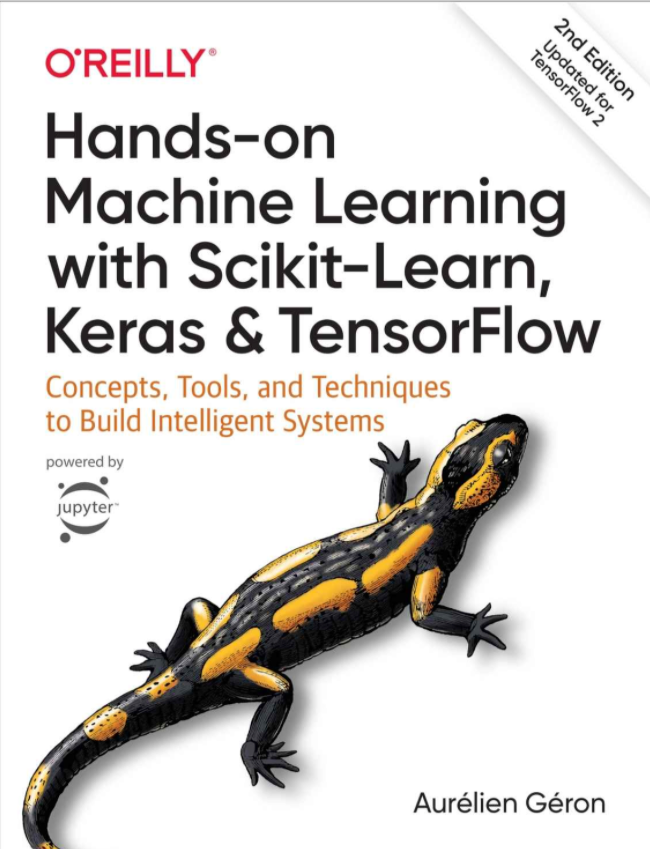 O'REILLY®
2nd Edition
Updated for
TensorFlow 2
Hands-on
Machine Learning
with Scikit-Learn,
Keras & TensorFlow
Concepts, Tools, and Techniques
to Build Intelligent Systems
powered by
jupyter™
Aurélien Géron